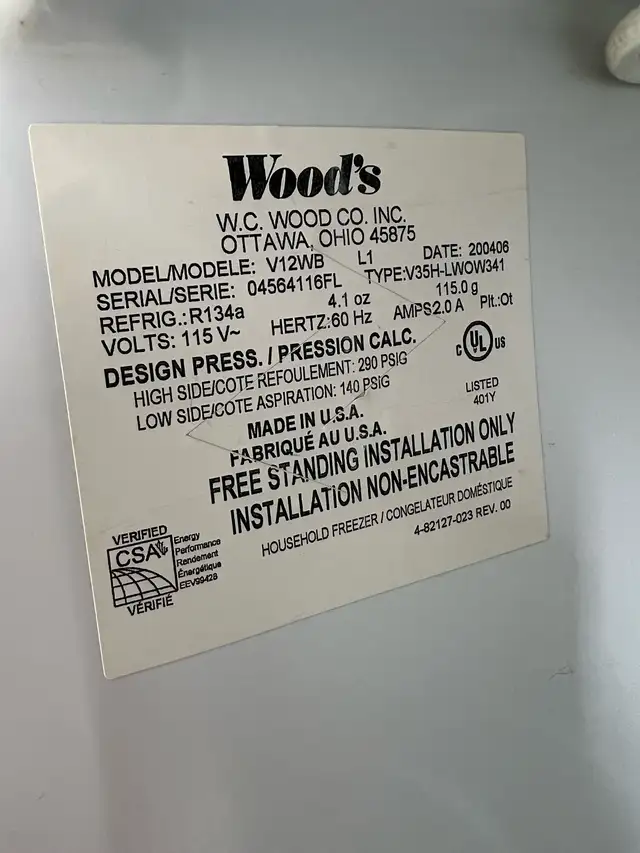 Wood's
W.C. WOOD CO. INC.
OTTAWA, OHIO 45875
MODEL/MODELE: V12WB L1 DATE: 200406
SERIAL/SERIE: 04564116FL TYPE:V35H-LWOW341
REFRIG.:R134a 4.1 oz 115.0 g
VOLTS: 115 V~ HERTZ:60 Hz AMPS2.0 A Plt.:Ot
DESIGN PRESS. / PRESSION CALC.
HIGH SIDE/COTE REFOULEMENT: 290 PSIG
LOW SIDE/COTE ASPIRATION: 140 PSIG
C UL US
LISTED
401Y
MADE IN U.S.A.
FABRIQUÉ AU U.S.A.
FREE STANDING INSTALLATION ONLY
INSTALLATION NON-ENCASTRABLE
HOUSEHOLD FREEZER / CONGELATEUR DOMÉSTIQUE
4-82127-023 REV. 00
VERIFIED
CSA
VÉRIFIÉ
Energy
Performance
Rendement
Énergétique
EEV99428